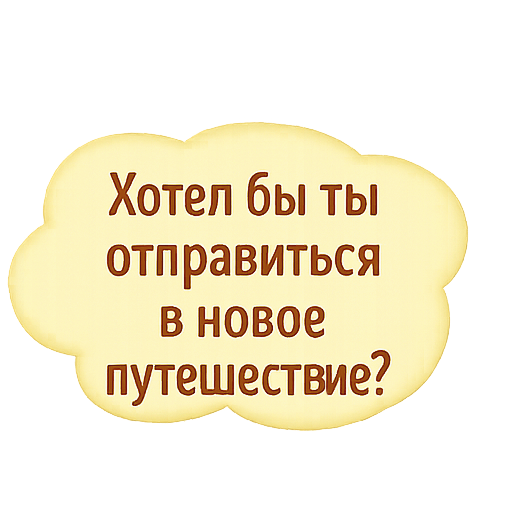 Хотел бы ты
отправиться
в новое
путешествие?